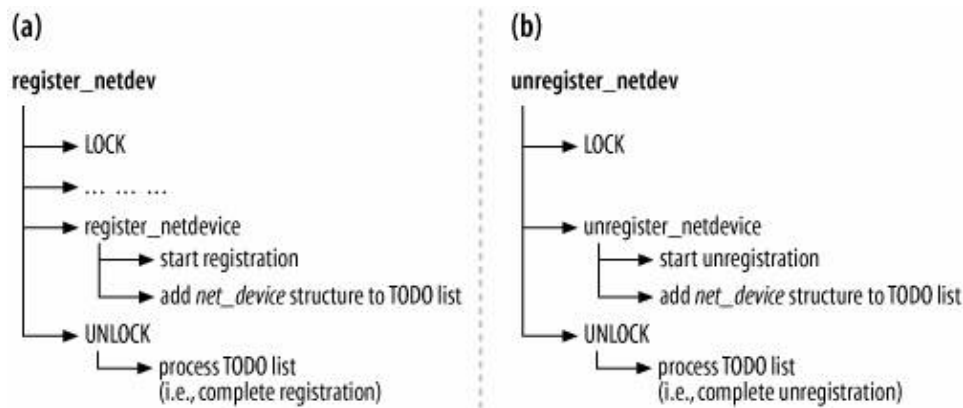 (a)
register_netdev
LOCK
... ... ...
register_netdevice
start registration
add net_device structure to TODO list
UNLOCK
process TODO list
(i.e., complete registration)
(b)
unregister_netdev
LOCK
unregister_netdevice
start unregistration
add net_device structure to TODO list
UNLOCK
process TODO list
(i.e., complete unregistration)